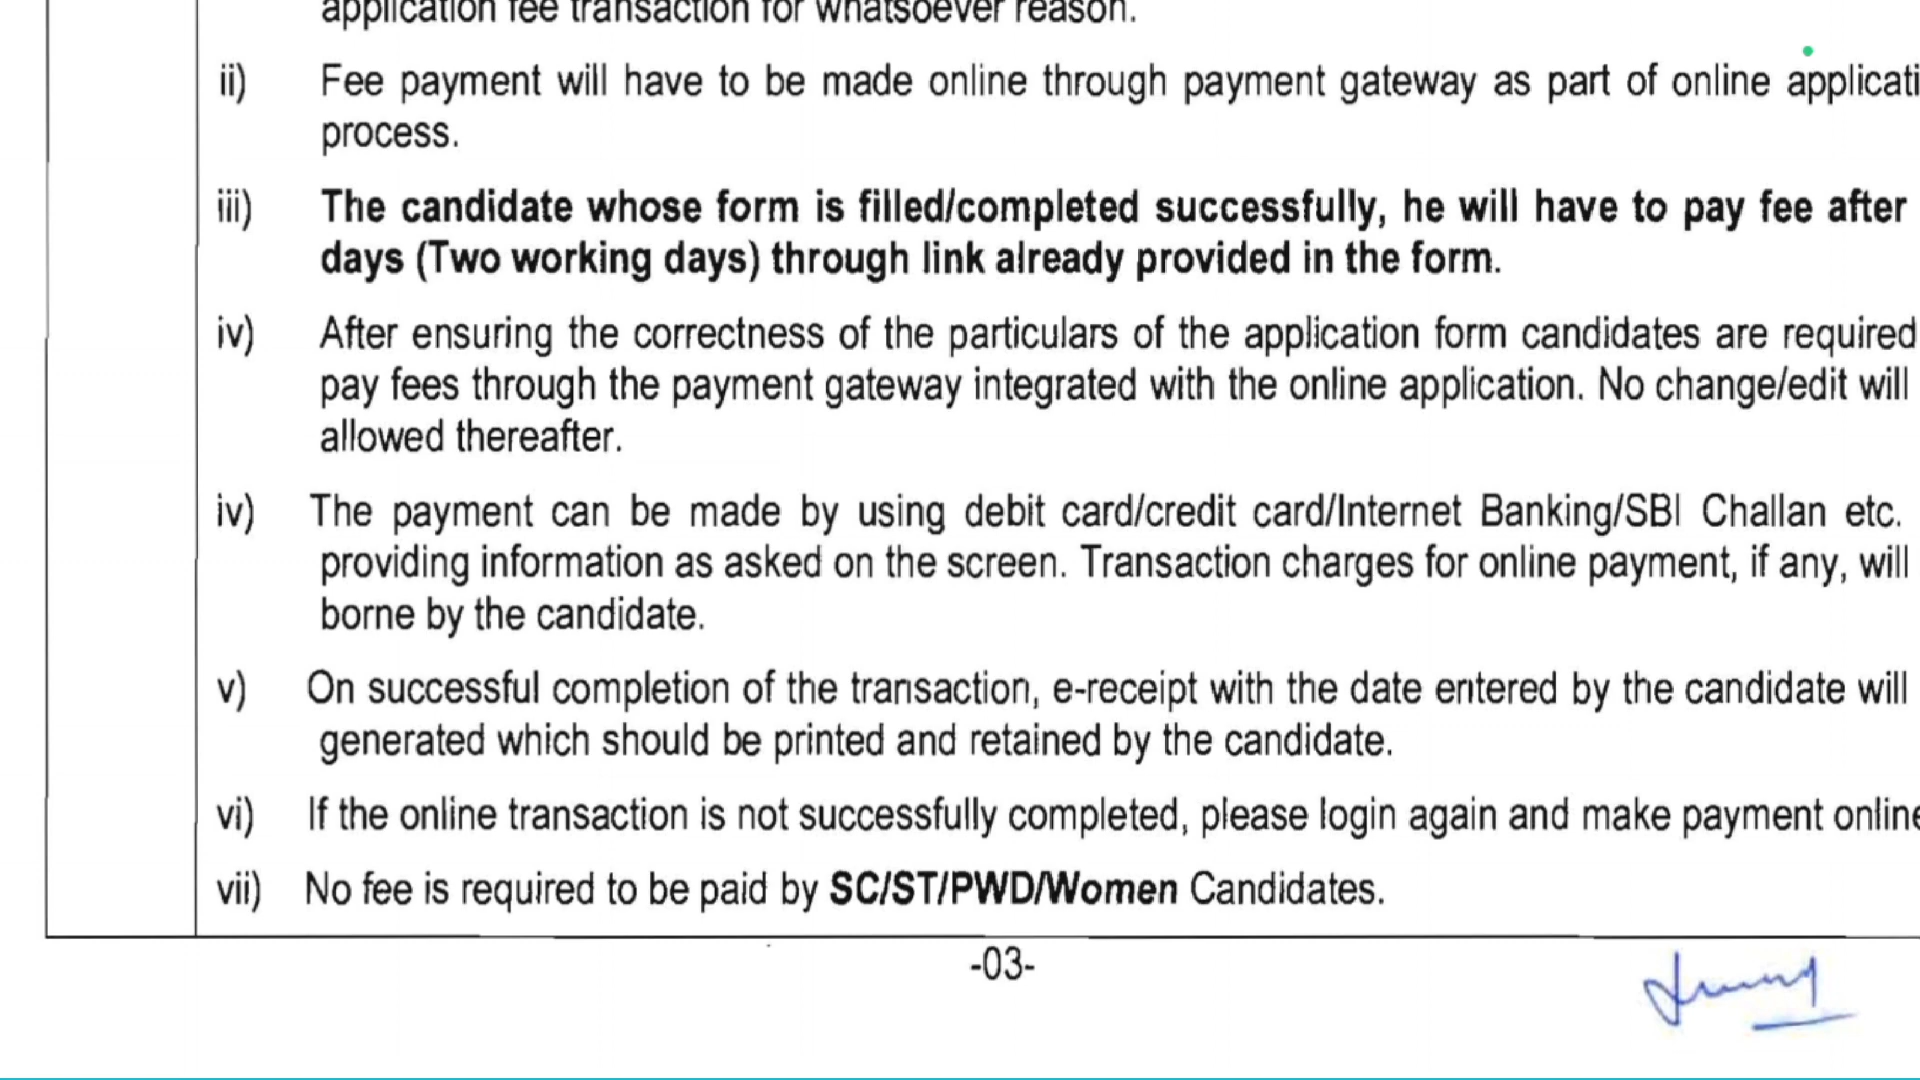 application fee transaction for whatsoever reason.
ii) Fee payment will have to be made online through payment gateway as part of online applicati
process.
iii) The candidate whose form is filled/completed successfully, he will have to pay fee after
days (Two working days) through link already provided in the form.
iv) After ensuring the correctness of the particulars of the application form candidates are required
pay fees through the payment gateway integrated with the online application. No change/edit will
allowed thereafter.
iv) The payment can be made by using debit card/credit card/Internet Banking/SBI Challan etc.
providing information as asked on the screen. Transaction charges for online payment, if any, will
borne by the candidate.
v) On successful completion of the transaction, e-receipt with the date entered by the candidate will
generated which should be printed and retained by the candidate.
vi) If the online transaction is not successfully completed, please login again and make payment online
vii) No fee is required to be paid by SC/ST/PWD/Women Candidates.
-03-